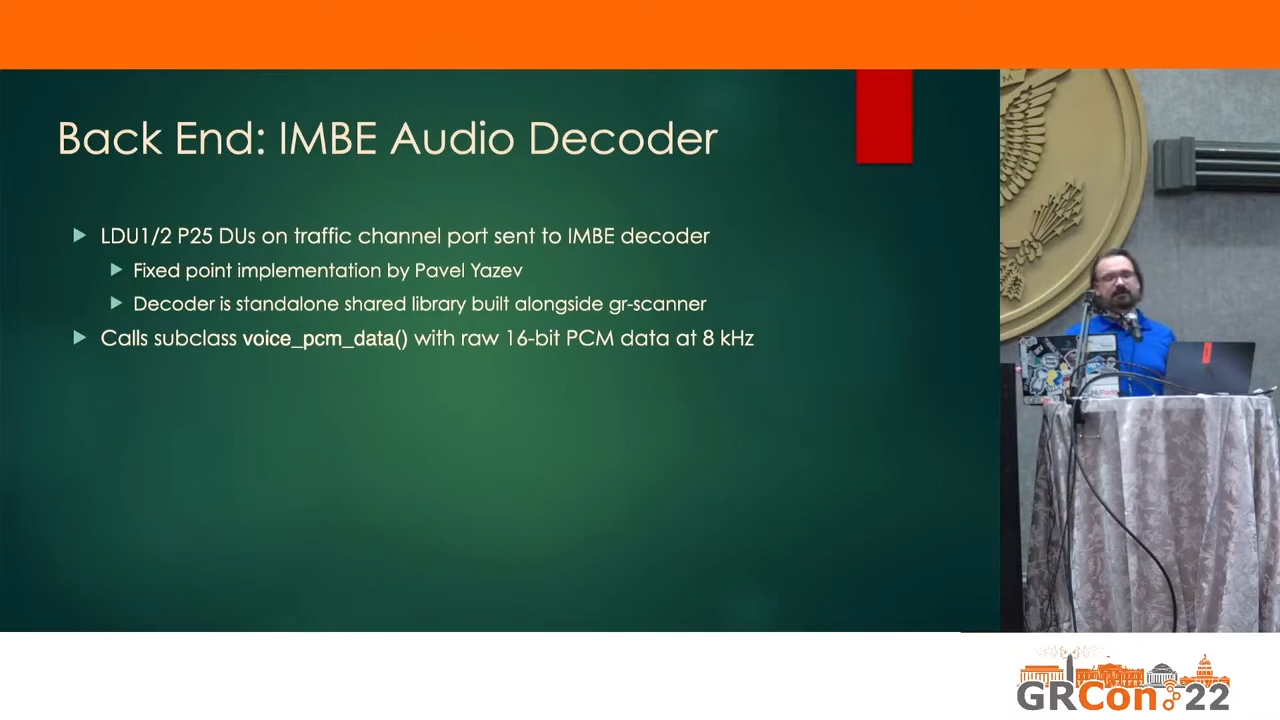 Back End: IMBE Audio Decoder
LDU1/2 P25 DUs on traffic channel port sent to IMBE decoder
Fixed point implementation by Pavel Yazev
Decoder is standalone shared library built alongside gr-scanner
Calls subclass voice_pcm_data() with raw 16-bit PCM data at 8 kHz
GRCon 22